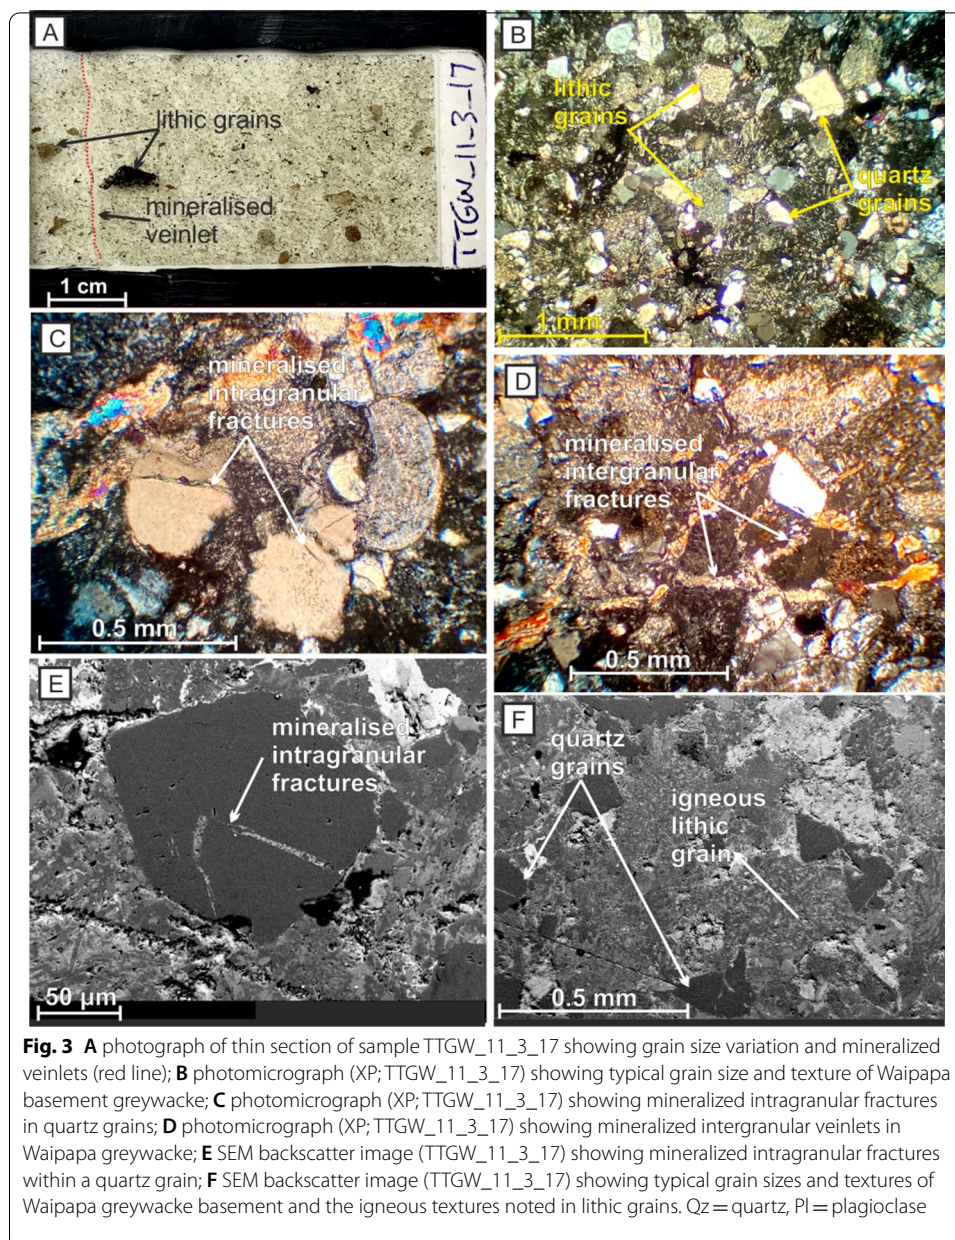 A
lithic grains
mineralised
veinlet
1 cm
TTGW_11_3_17
B
lithic
grains
quartz
grains
1 mm
C
mineralised
intragranular
fractures
0.5 mm
D
mineralised
intergranular
fractures
0.5 mm
E
mineralised
intragranular
fractures
50 µm
F
quartz
grains
igneous
lithic
grain
0.5 mm
Fig. 3 A photograph of thin section of sample TTGW_11_3_17 showing grain size variation and mineralized
veinlets (red line); B photomicrograph (XP; TTGW_11_3_17) showing typical grain size and texture of Waipapa
basement greywacke; C photomicrograph (XP; TTGW_11_3_17) showing mineralized intragranular fractures
in quartz grains; D photomicrograph (XP; TTGW_11_3_17) showing mineralized intergranular veinlets in
Waipapa greywacke; E SEM backscatter image (TTGW_11_3_17) showing mineralized intragranular fractures
within a quartz grain; F SEM backscatter image (TTGW_11_3_17) showing typical grain sizes and textures of
Waipapa greywacke basement and the igneous textures noted in lithic grains. Qz = quartz, Pl = plagioclase